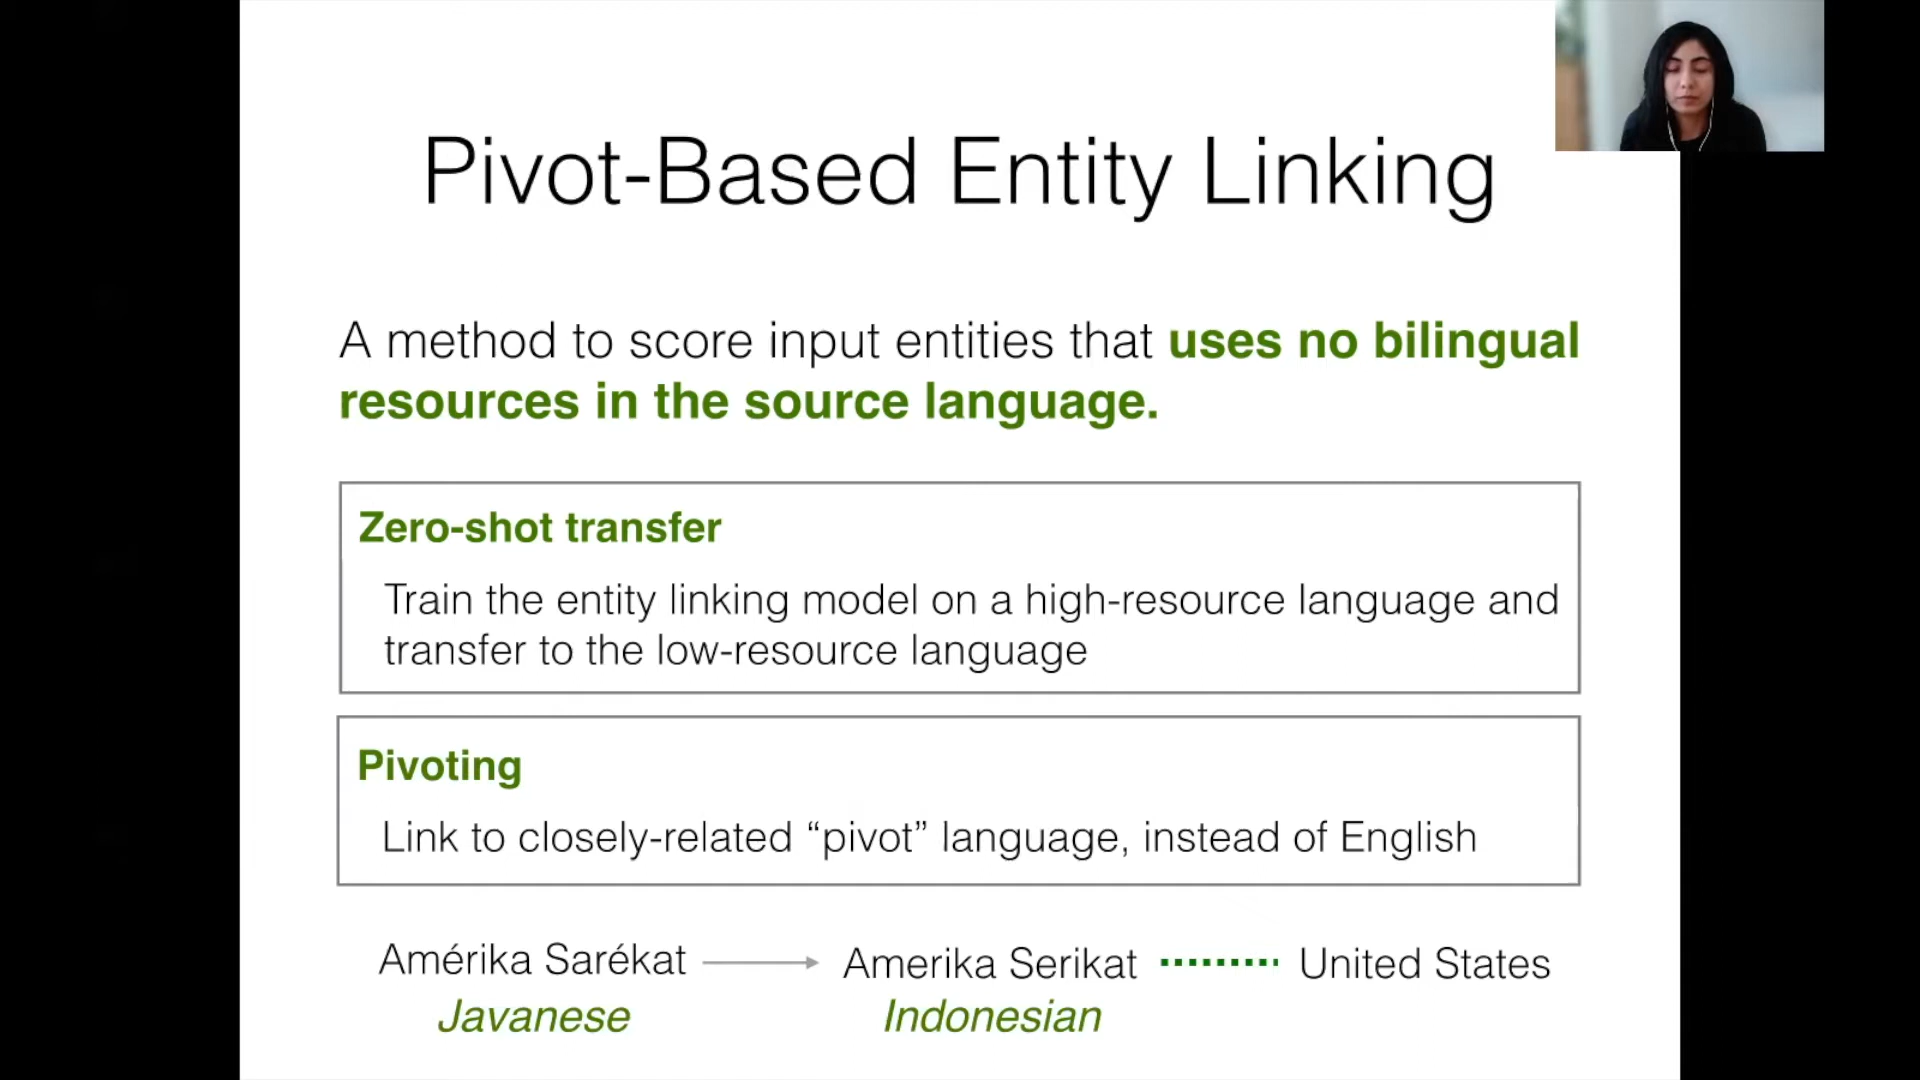 Pivot-Based Entity Linking
A method to score input entities that uses no bilingual
resources in the source language.
Zero-shot transfer
Train the entity linking model on a high-resource language and
transfer to the low-resource language
Pivoting
Link to closely-related “pivot” language, instead of English
Amérika Sarékat Amerika Serikat United States
Javanese Indonesian